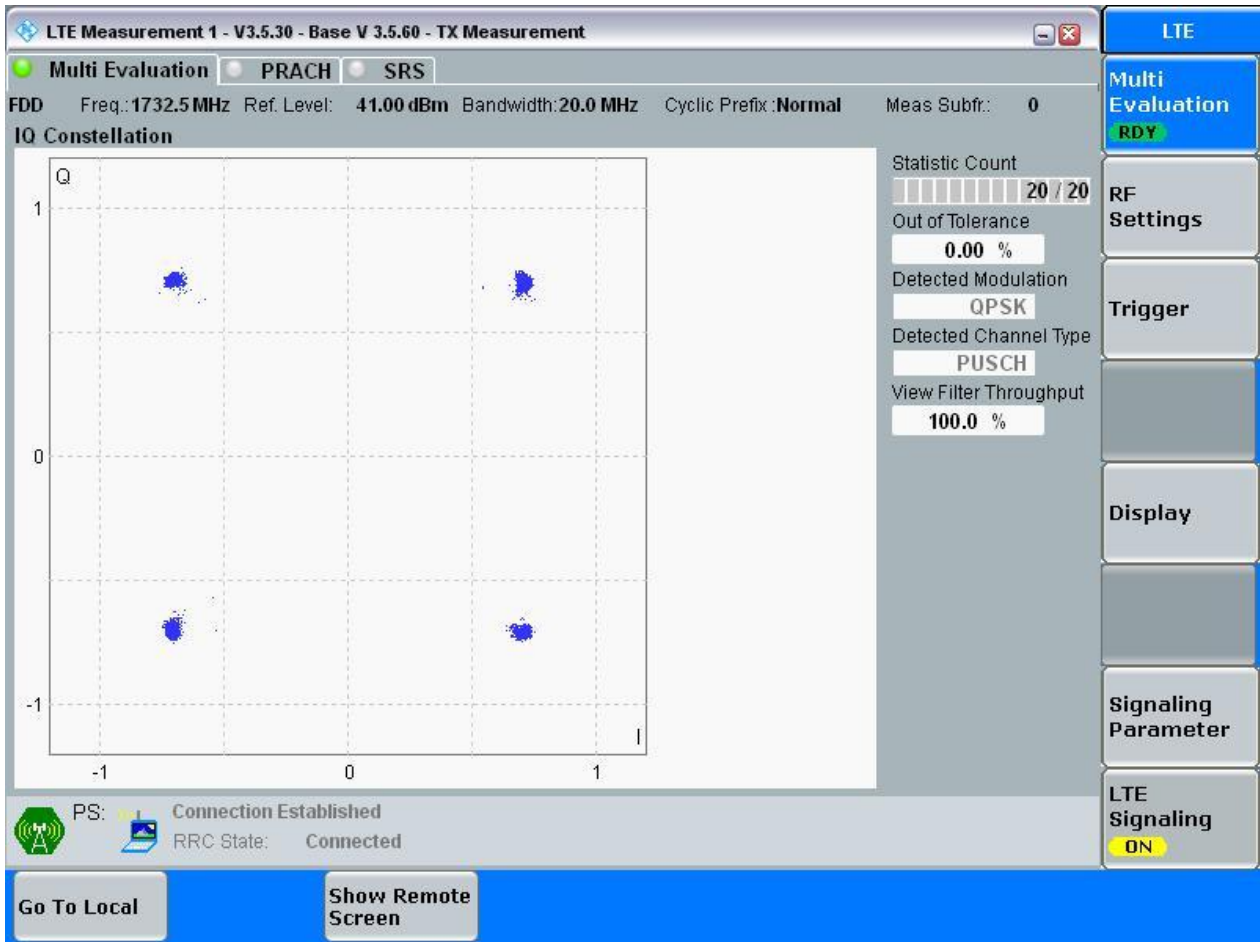 LTE Measurement 1 - V3.5.30 - Base V 3.5.60 - TX Measurement
LTE
Multi Evaluation PRACH SRS
Multi
Evaluation
RDY
FDD Freq.: 1732.5 MHz Ref. Level: 41.00 dBm Bandwidth: 20.0 MHz Cyclic Prefix : Normal Meas Subfr.: 0
IQ Constellation
Q
1
0
-1
-1 0 1
I
Statistic Count
20 / 20
Out of Tolerance
0.00 %
Detected Modulation
QPSK
Detected Channel Type
PUSCH
View Filter Throughput
100.0 %
RF
Settings
Trigger
Display
Signaling
Parameter
LTE
Signaling
ON
PS: Connection Established
RRC State: Connected
Go To Local
Show Remote
Screen